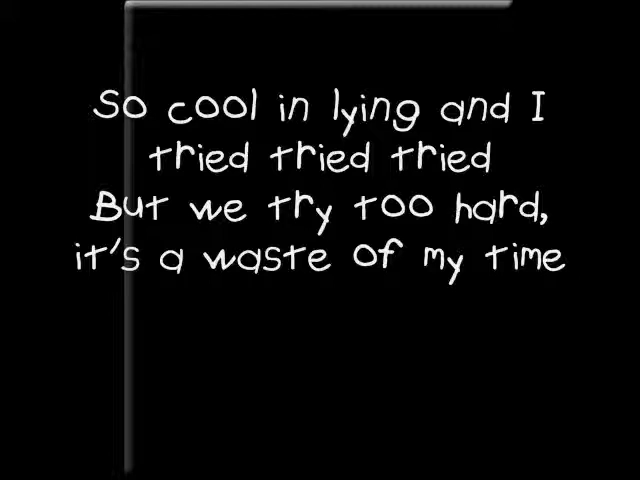 So cool in lying and I
tried tried tried
But we try too hard,
it's a waste of my time